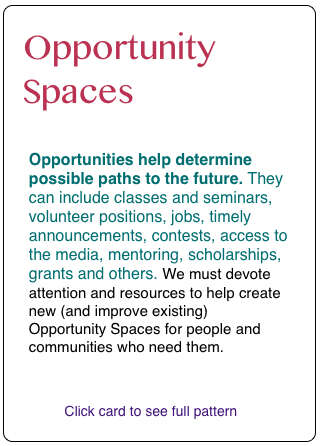 Opportunity
Spaces
Opportunities help determine
possible paths to the future. They
can include classes and seminars,
volunteer positions, jobs, timely
announcements, contests, access to
the media, mentoring, scholarships,
grants and others. We must devote
attention and resources to help create
new (and improve existing)
Opportunity Spaces for people and
communities who need them.
Click card to see full pattern